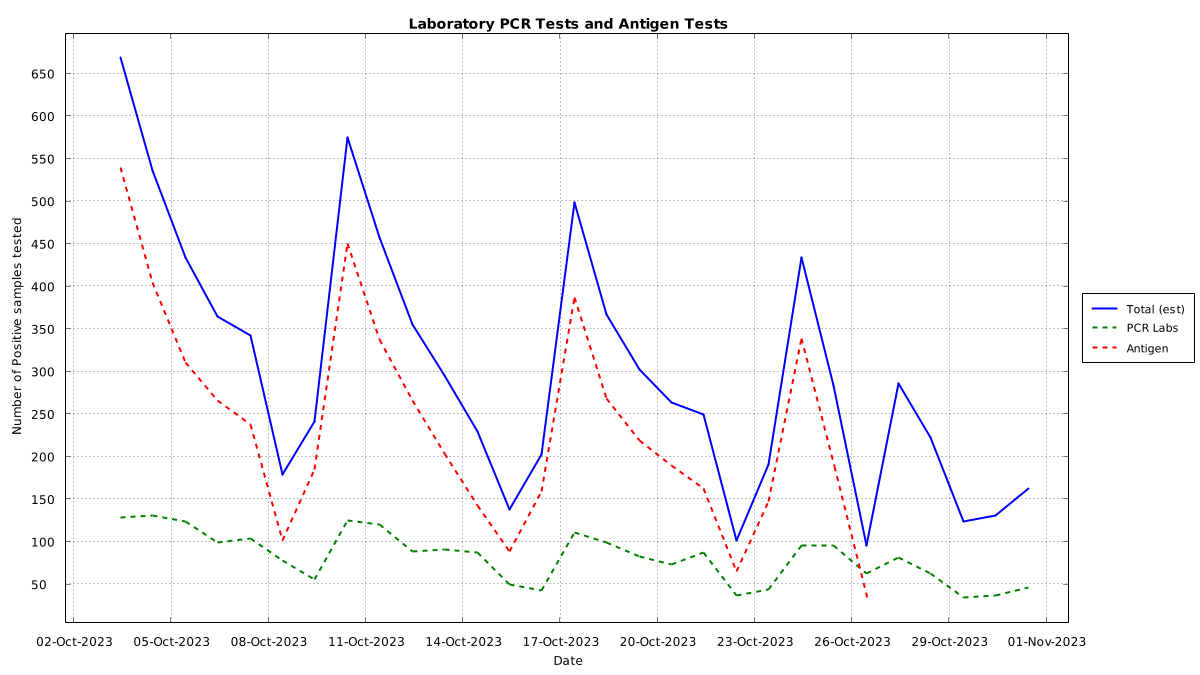 Laboratory PCR Tests and Antigen Tests
Number of Positive samples tested
650
600
550
500
450
400
350
300
250
200
150
100
50
02-Oct-2023 05-Oct-2023 08-Oct-2023 11-Oct-2023 14-Oct-2023 17-Oct-2023 20-Oct-2023 23-Oct-2023 26-Oct-2023 29-Oct-2023 01-Nov-2023
Date
Total (est)
PCR Labs
Antigen